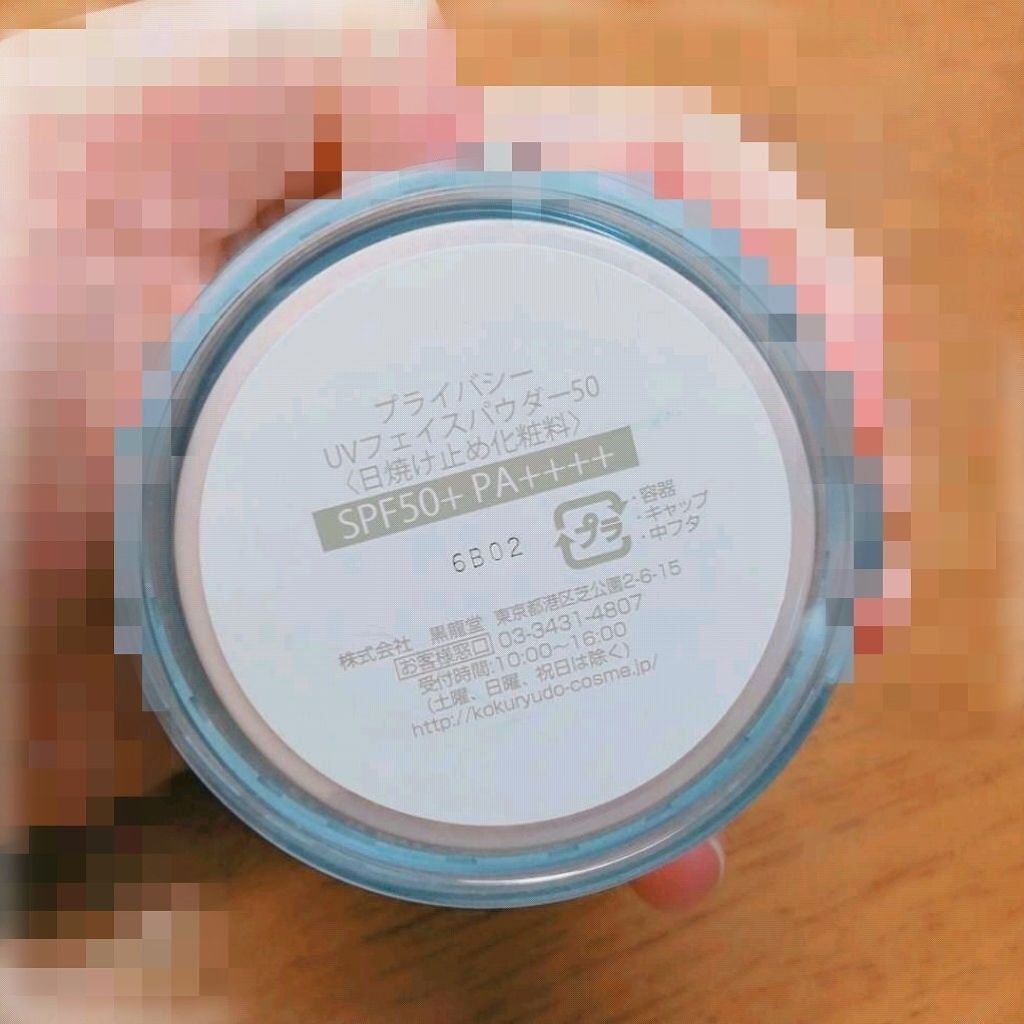 プライバシー
UVフェイスパウダー50
〈日焼け止め化粧料〉
SPF50+ PA++++
6B02
プラ
・容器
・キャップ
・中フタ
株式会社 黒龍堂 東京都港区芝公園2-6-15
お客様窓口 03-3431-4807
受付時間:10:00～16:00
(土曜、日曜、祝日は除く)
http://kokuryudo-cosme.jp/